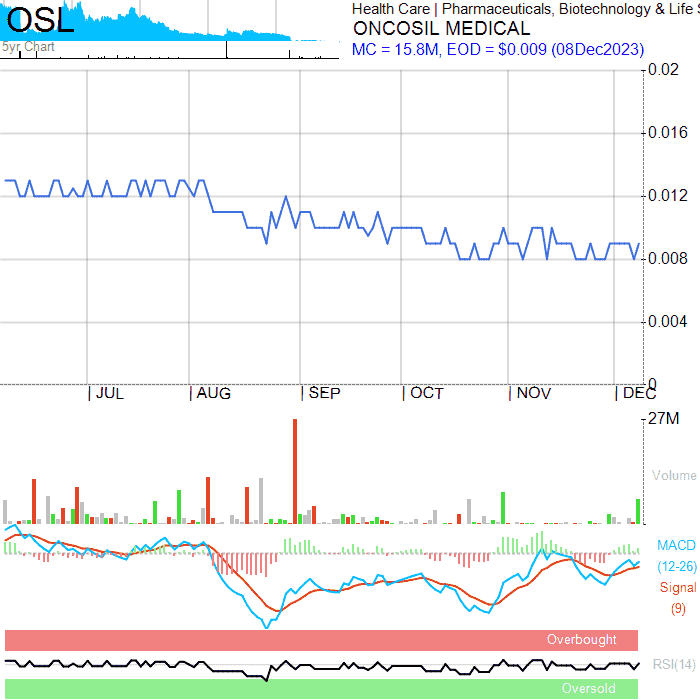 OSL
5yr Chart
Health Care | Pharmaceuticals, Biotechnology & Life S
ONCOSIL MEDICAL
MC = 15.8M, EOD = $0.009 (08Dec2023)
0.02
0.016
0.012
0.008
0.004
0
JUL AUG SEP OCT NOV DEC
27M
Volume
MACD
(12-26)
Signal
(9)
Overbought
RSI(14)
Oversold